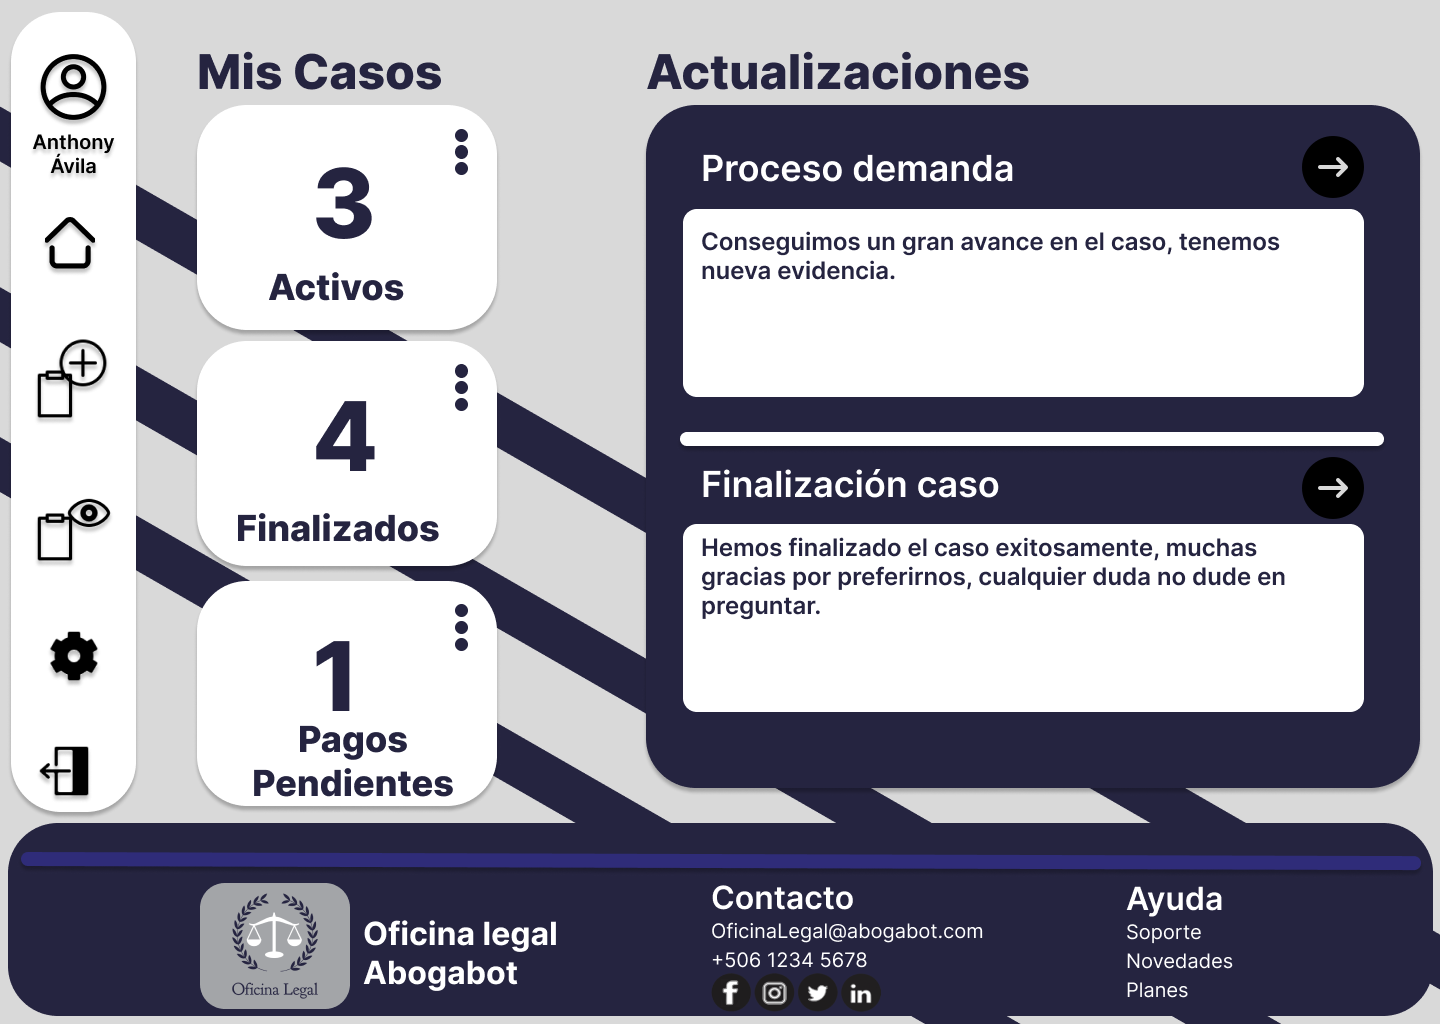 Anthony
Ávila
Mis Casos
3
Activos
4
Finalizados
1
Pagos
Pendientes
Actualizaciones
Proceso demanda
Conseguimos un gran avance en el caso, tenemos
nueva evidencia.
Finalización caso
Hemos finalizado el caso exitosamente, muchas
gracias por preferirnos, cualquier duda no dude en
preguntar.
Oficina Legal
Oficina legal
Abogabot
Contacto
OficinaLegal@abogabot.com
+506 1234 5678
Ayuda
Soporte
Novedades
Planes